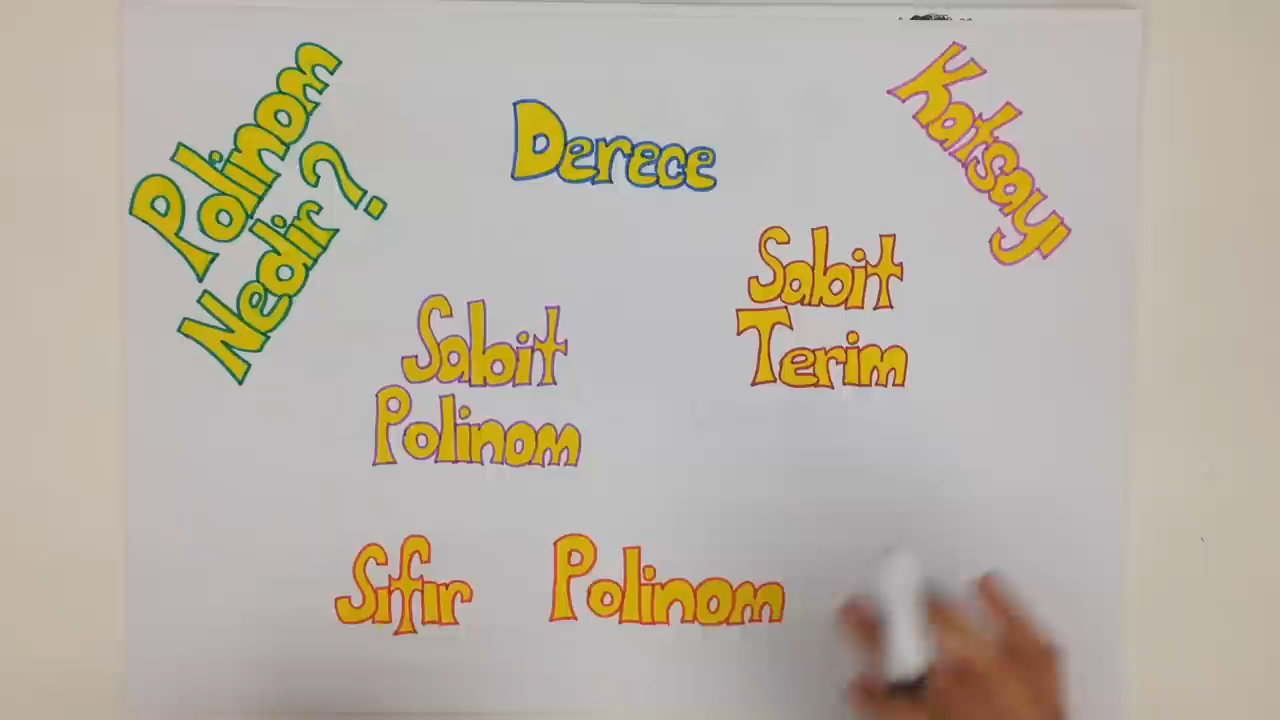 Polinom
Nedir ?
Derece
Katsayı
Sabit
Terim
Sabit
Polinom
Sıfır Polinom